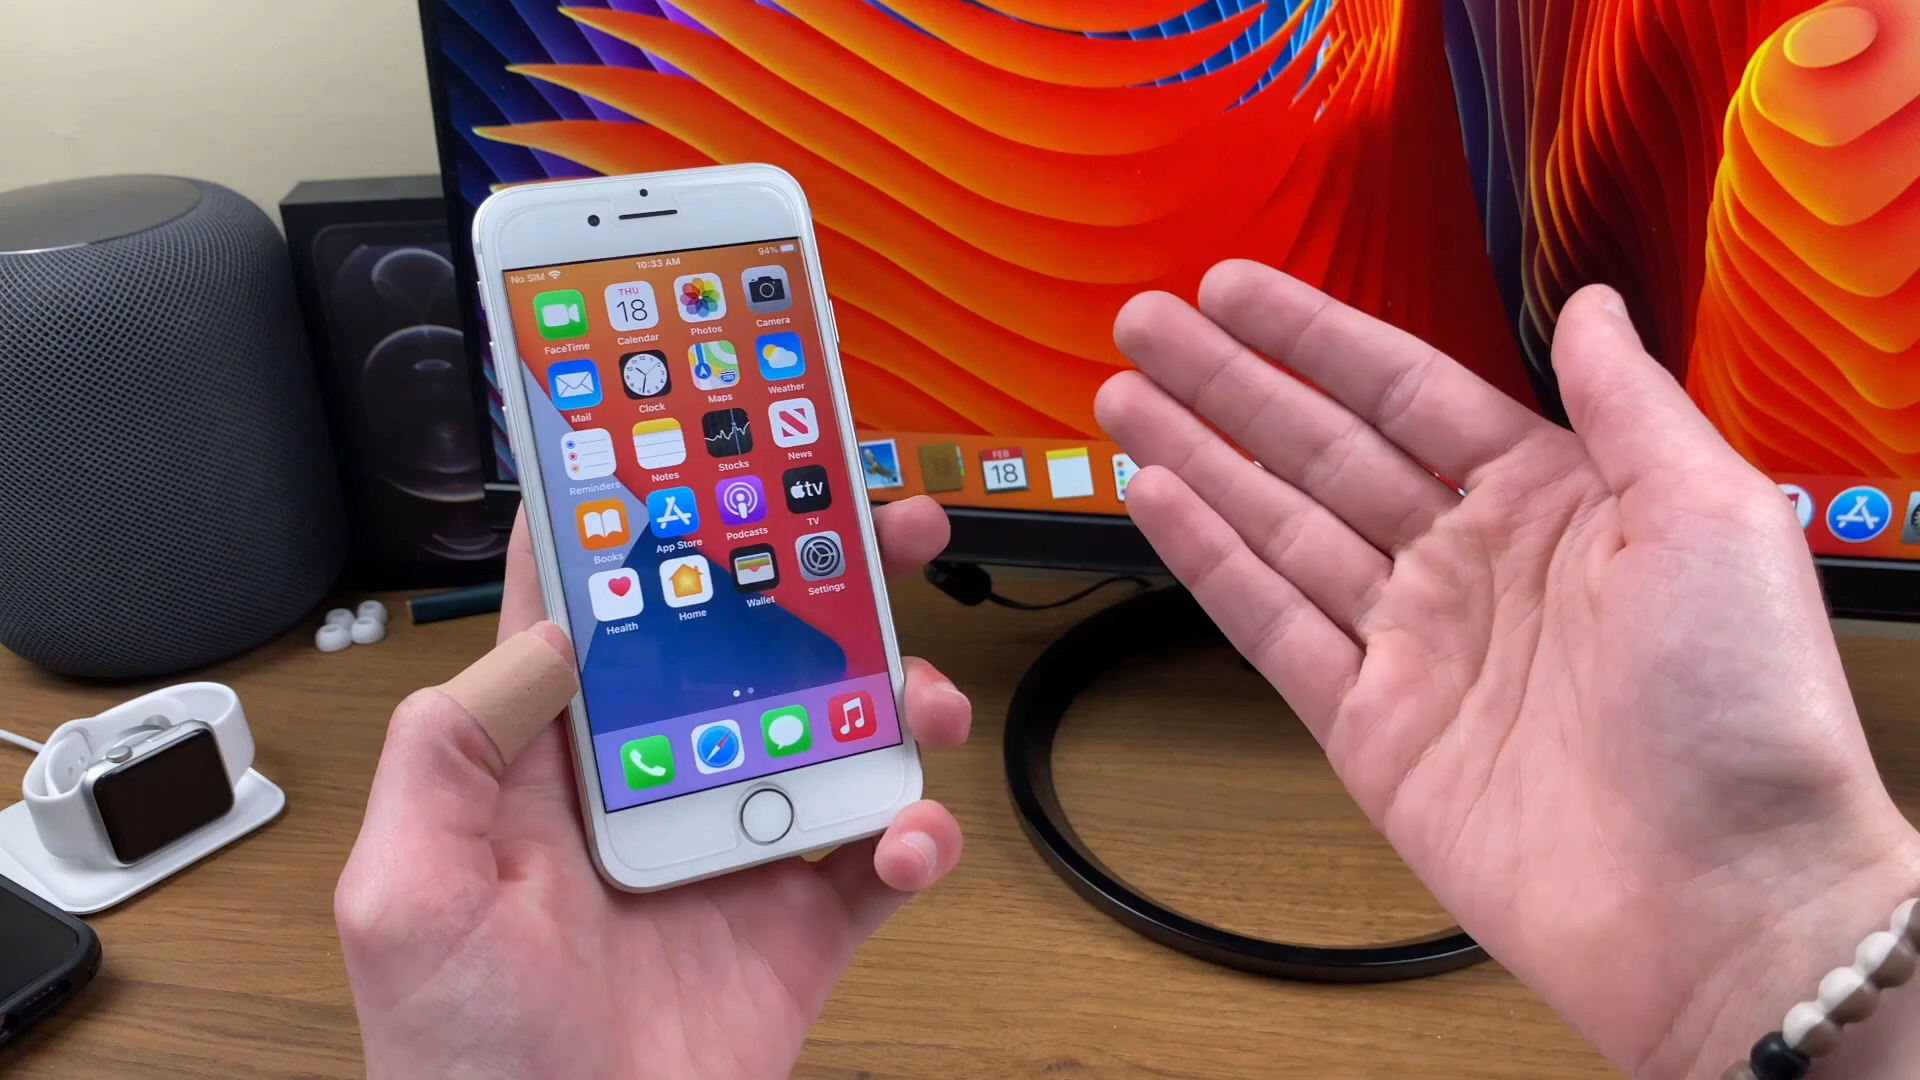 No SIM 10:33 AM 94%
THU
18
FaceTime Calendar Photos Camera
Mail Clock Maps Weather
280
Reminders Notes Stocks News
tv
Books App Store Podcasts TV
Health Home Wallet Settings
FEB
18